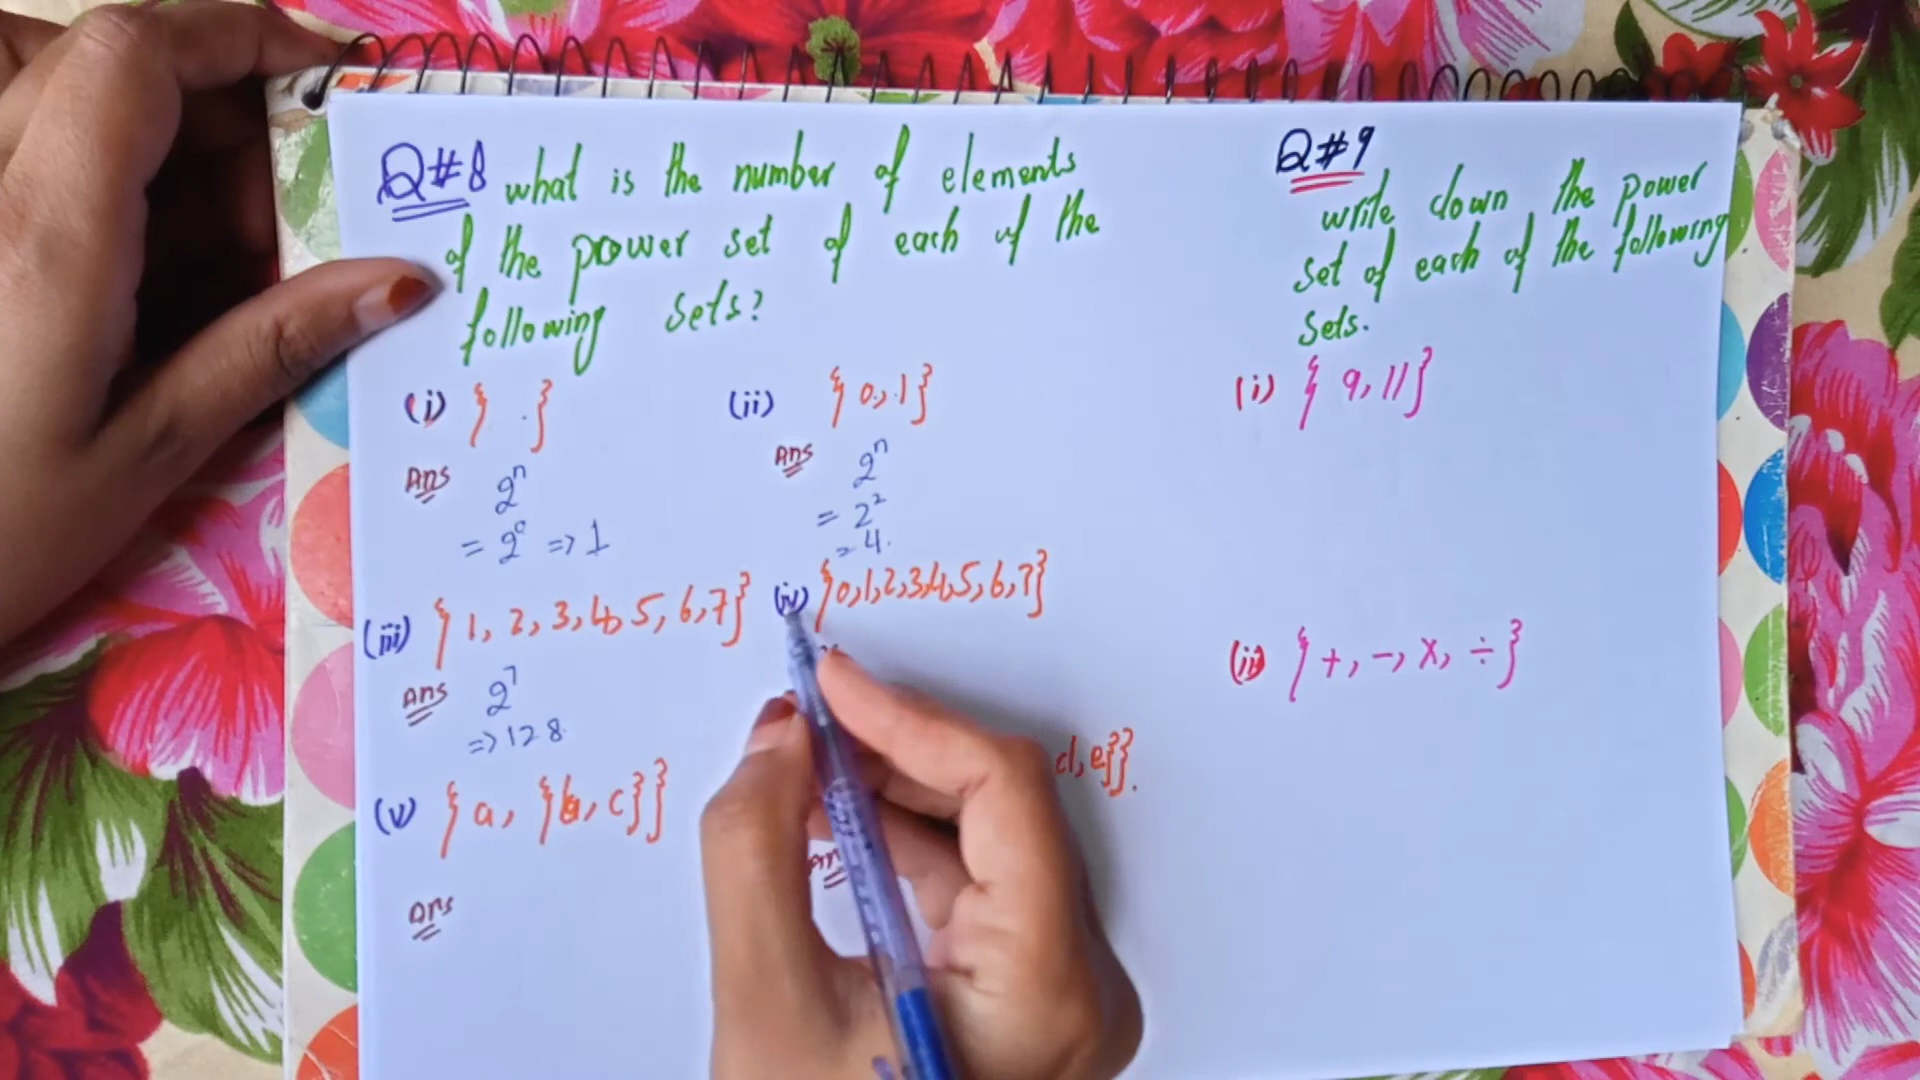 Q#8 what is the number of elements
of the power set of each of the
following sets?
(i) { . }
Ans 2ⁿ
= 2⁰ => 1
(ii) {0, 1}
Ans 2ⁿ
= 2²
= 4.
(iii) {1, 2, 3, 4, 5, 6, 7}
Ans 2⁷
=> 128.
(iv) {0,1,2,3,4,5,6,7}
(v) {a, {b, c}}
Ans
d, e}}.
Q#9
write down the power
set of each of the following
sets.
(i) {9, 11}
(ii) {+, -, x, ÷}